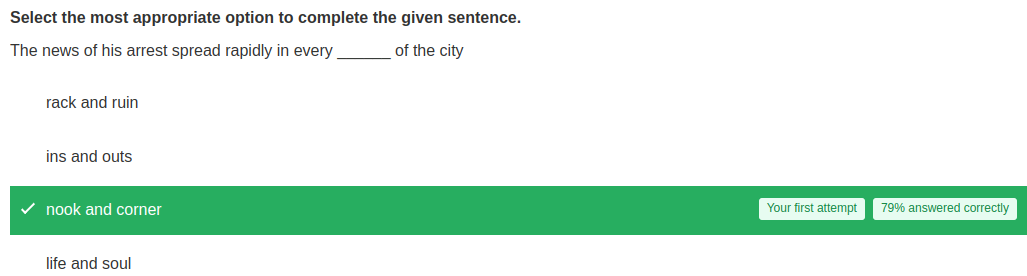 Select the most appropriate option to complete the given sentence.
The news of his arrest spread rapidly in every ______ of the city
rack and ruin
ins and outs
nook and corner Your first attempt 79% answered correctly
life and soul